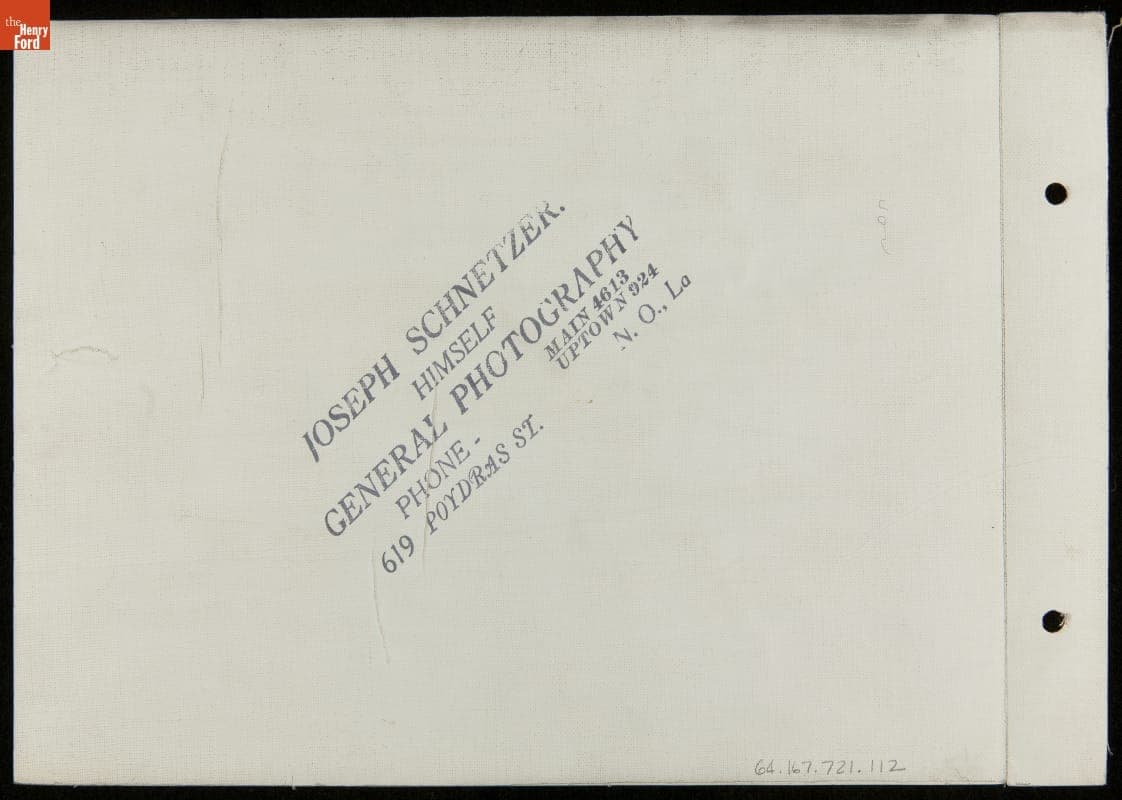 the
Henry
Ford
JOSEPH SCHNETZER.
HIMSELF
GENERAL PHOTOGRAPHY
PHONE - MAIN 4613
UPTOWN 924
619 POYDRAS ST. N. O., La
64.167.721.112